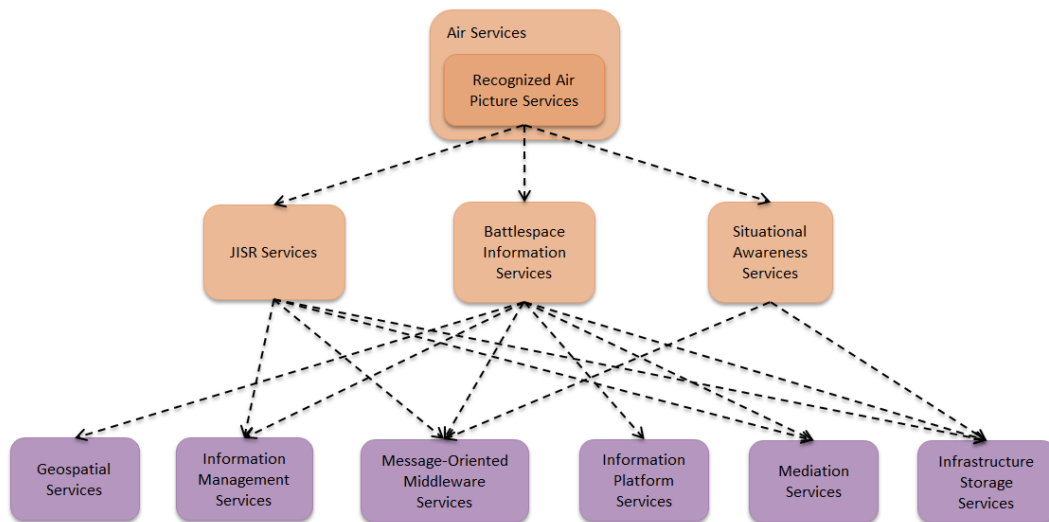 Air Services
Recognized Air
Picture Services
JISR Services
Battlespace
Information
Services
Situational
Awareness
Services
Geospatial
Services
Information
Management
Services
Message-Oriented
Middleware
Services
Information
Platform
Services
Mediation
Services
Infrastructure
Storage
Services